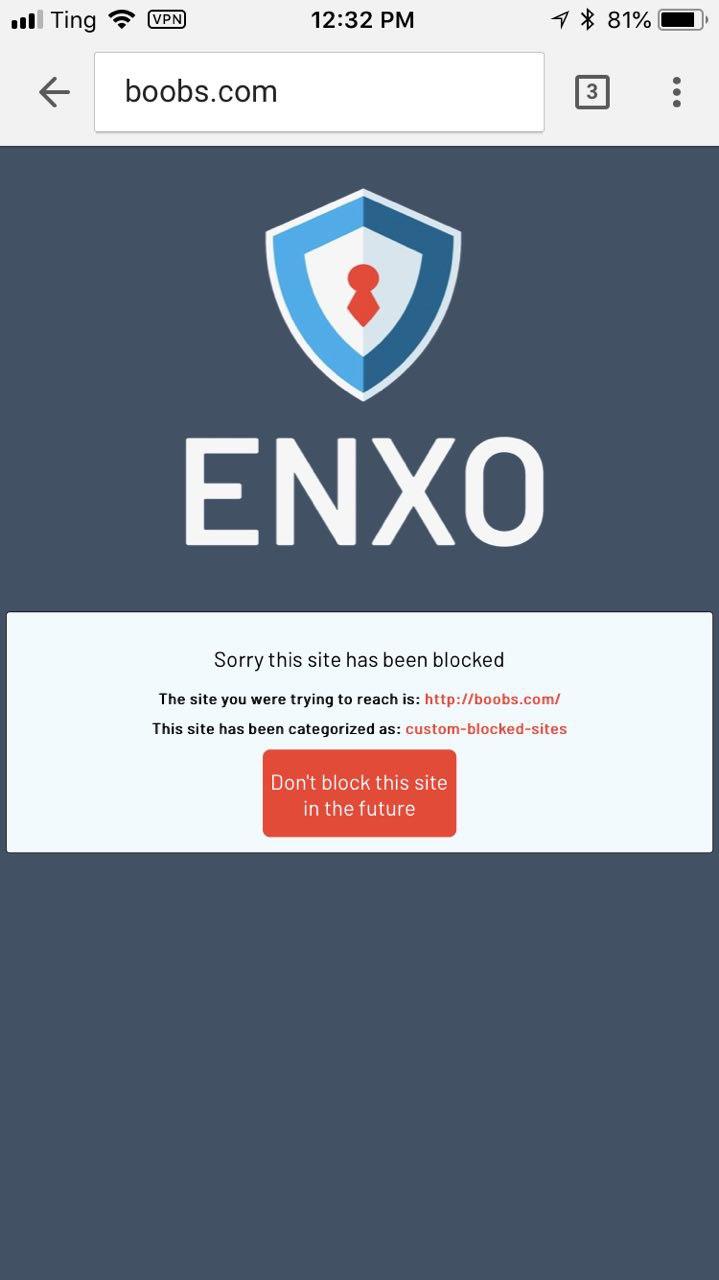 Ting VPN 12:32 PM 81%
boobs.com 3
ENXO
Sorry this site has been blocked
The site you were trying to reach is: http://boobs.com/
This site has been categorized as: custom-blocked-sites
Don't block this site
in the future